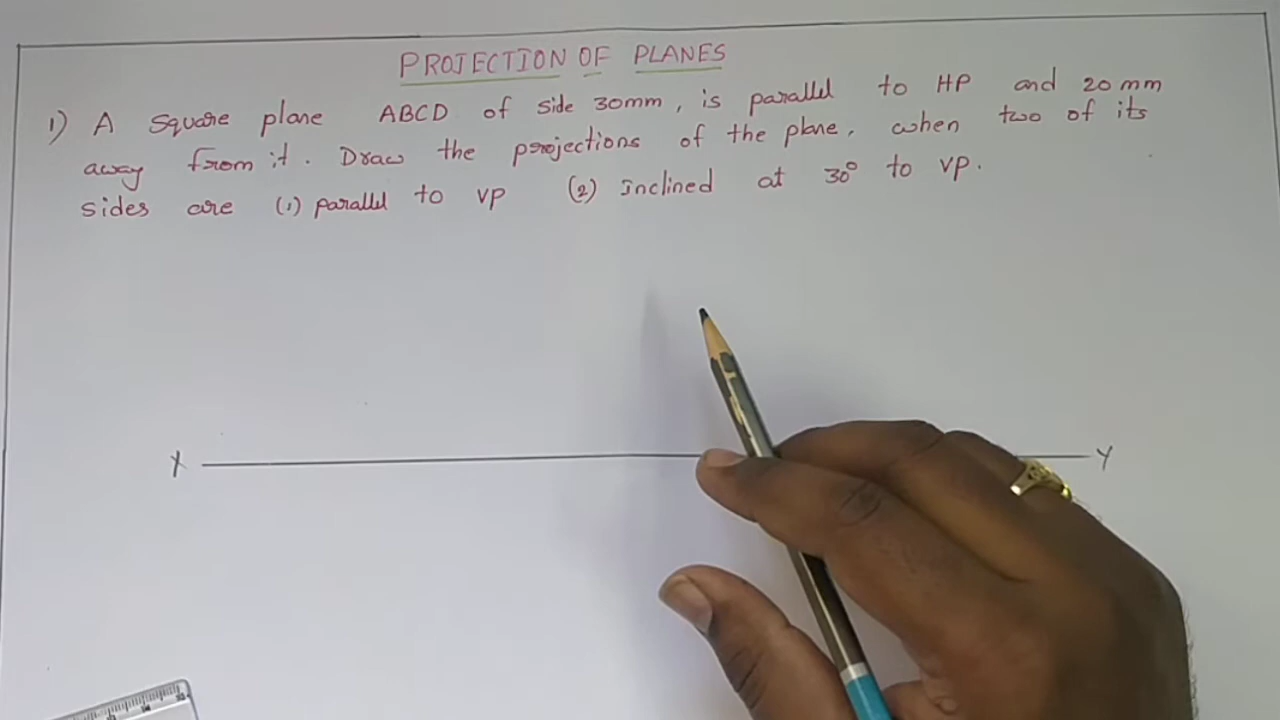 PROJECTION OF PLANES
1) A square plane ABCD of side 30mm, is parallel to HP and 20mm
away from it. Draw the projections of the plane, when two of its
sides are (1) parallel to VP (2) Inclined at 30° to VP.
X Y